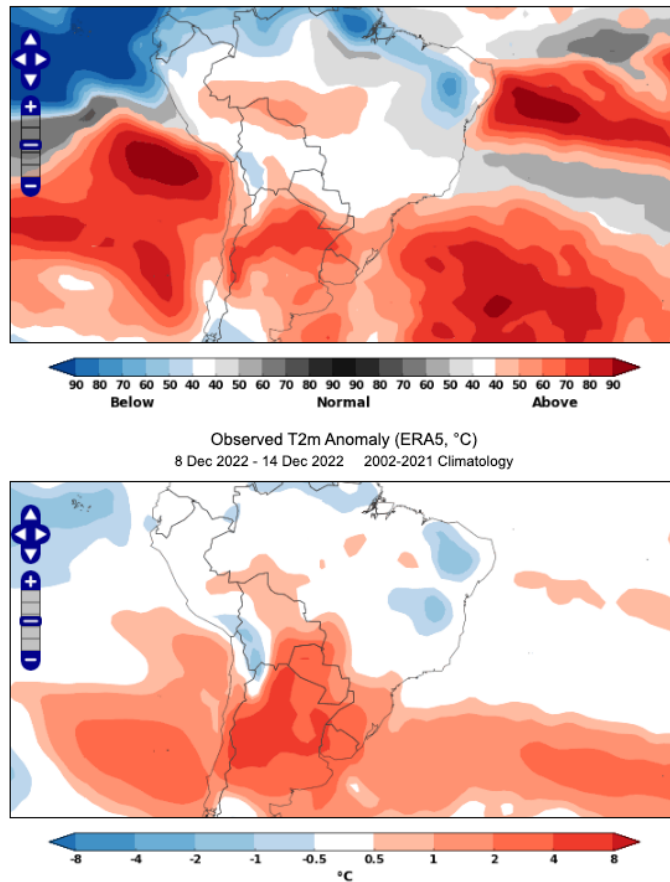 90 80 70 60 50 40 40 50 60 70 80 90 80 70 60 50 40 40 50 60 70 80 90
Below Normal Above
Observed T2m Anomaly (ERA5, °C)
8 Dec 2022 - 14 Dec 2022 2002-2021 Climatology
-8 -4 -2 -1 -0.5 0.5 1 2 4 8
°C